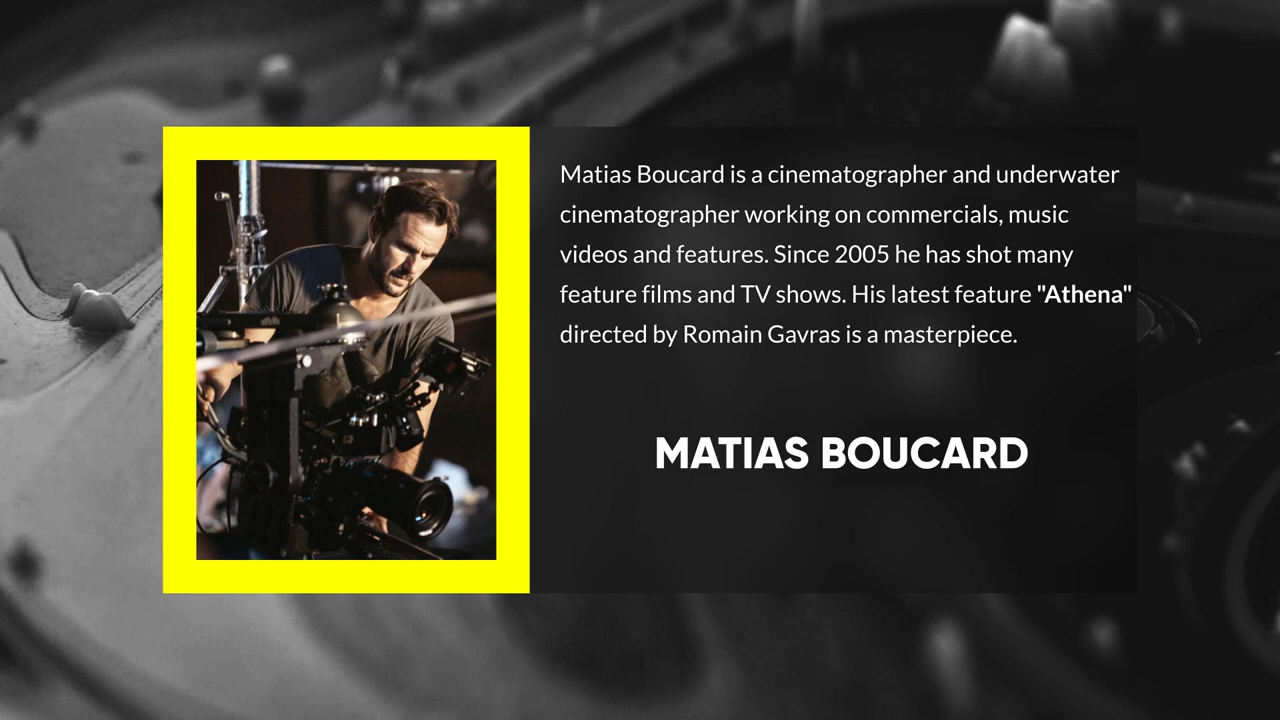 Matias Boucard is a cinematographer and underwater
cinematographer working on commercials, music
videos and features. Since 2005 he has shot many
feature films and TV shows. His latest feature "Athena"
directed by Romain Gavras is a masterpiece.
MATIAS BOUCARD